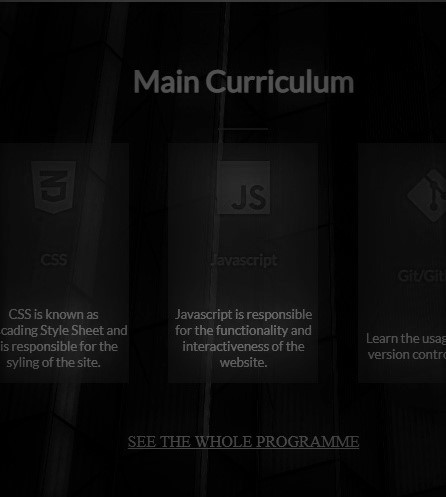 Main Curriculum
JS
CSS
Javascript
CSS is known as
cading Style Sheet and
is responsible for the
syling of the site.
Javascript is responsible
for the functionality and
interactiveness of the
website.
Learn the usag
version contro
SEE THE WHOLE PROGRAMME